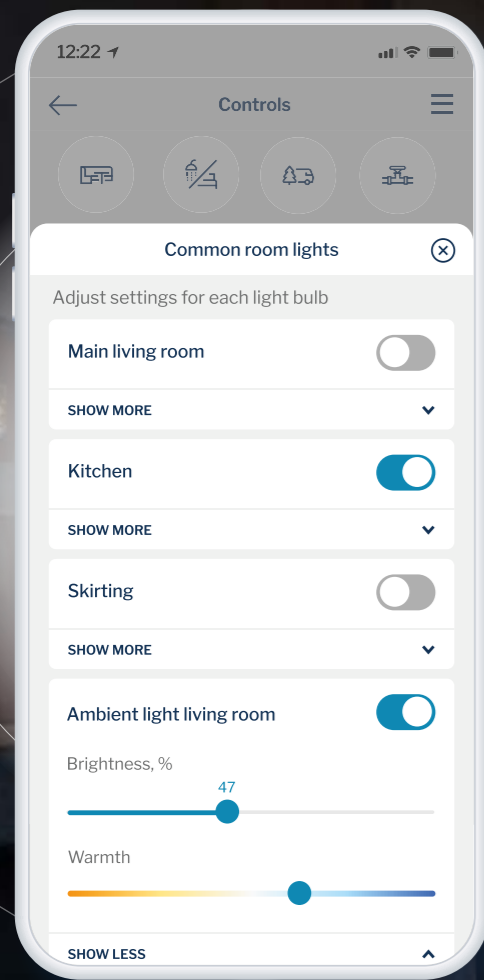 12:22
Controls
Common room lights
Adjust settings for each light bulb
Main living room
SHOW MORE
Kitchen
SHOW MORE
Skirting
SHOW MORE
Ambient light living room
Brightness, %
47
Warmth
SHOW LESS